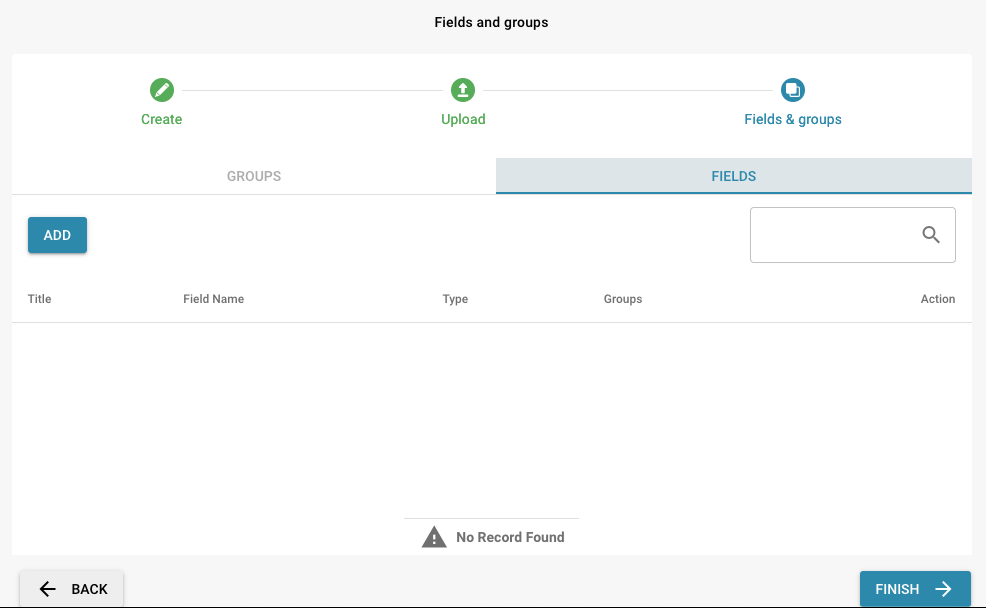 Fields and groups
Create
Upload
Fields & groups
GROUPS
FIELDS
ADD
Title
Field Name
Type
Groups
Action
No Record Found
BACK
FINISH